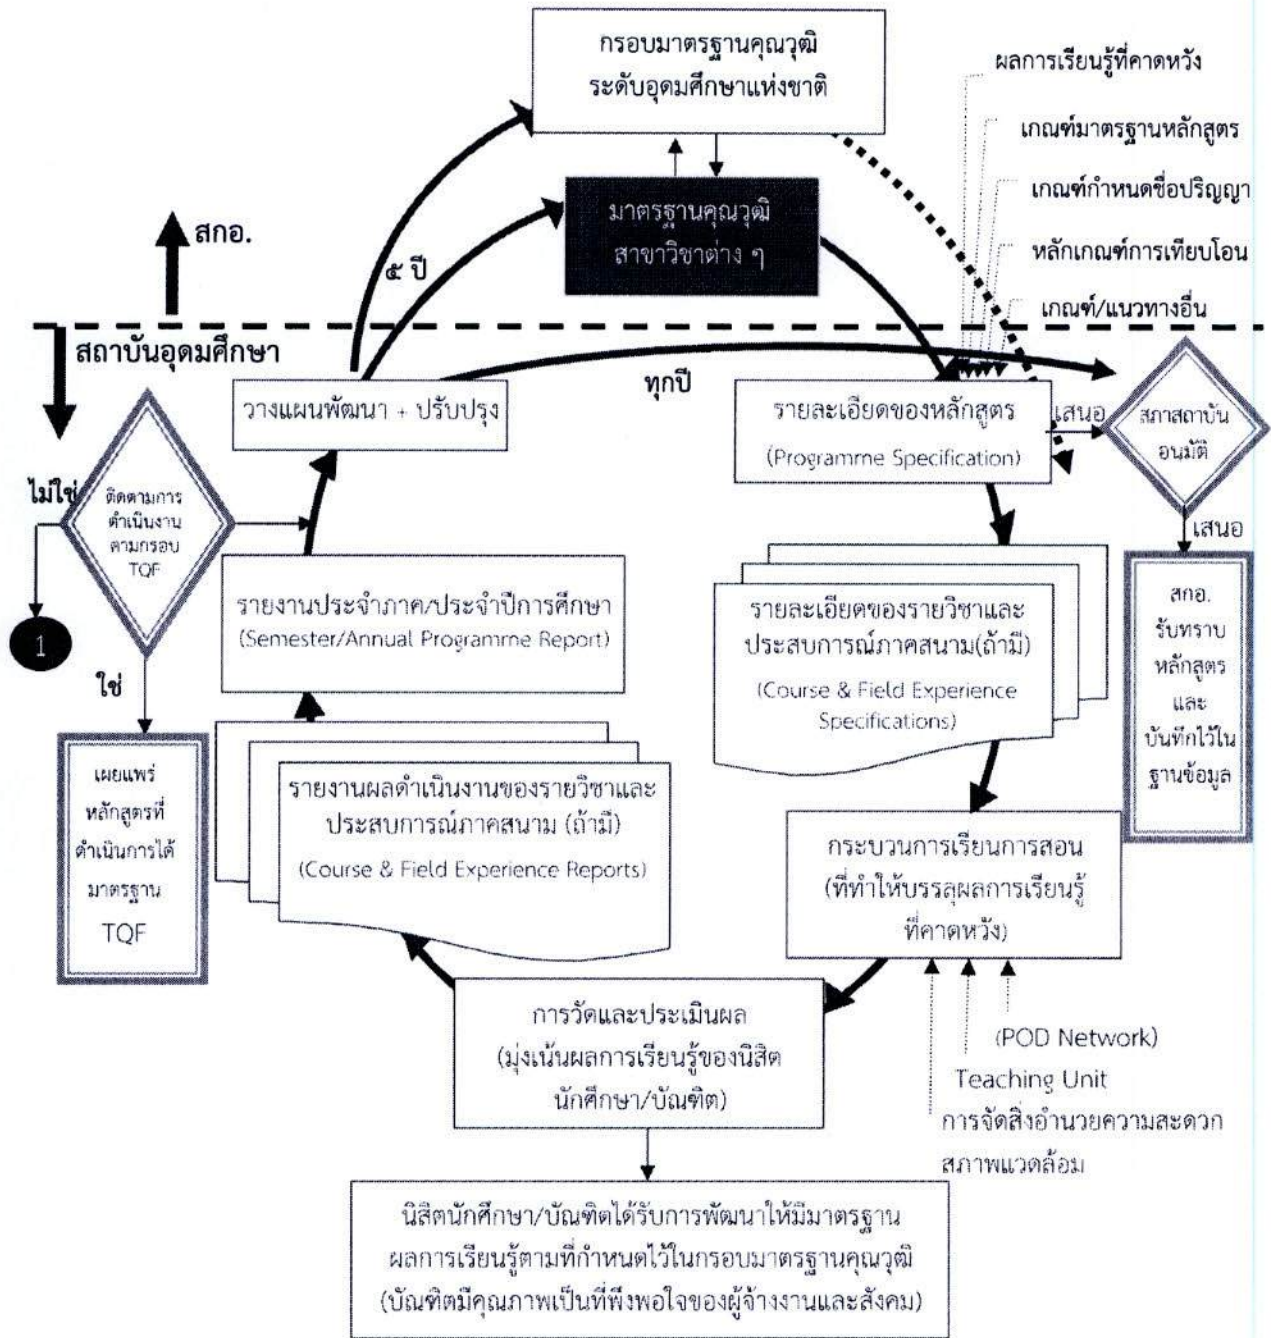 กรอบมาตรฐานคุณวุฒิ
ระดับอุดมศึกษาแห่งชาติ
ผลการเรียนรู้ที่คาดหวัง
เกณฑ์มาตรฐานหลักสูตร
เกณฑ์กำหนดชื่อปริญญา
หลักเกณฑ์การเทียบโอน
เกณฑ์/แนวทางอื่น
มาตรฐานคุณวุฒิ
สาขาวิชาต่าง ๆ
สกอ.
๕ ปี
สถาบันอุดมศึกษา
ทุกปี
วางแผนพัฒนา + ปรับปรุง
รายละเอียดของหลักสูตร
(Programme Specification)
เสนอ
สภาสถาบัน
อนุมัติ
เสนอ
สกอ.
รับทราบ
หลักสูตร
และ
บันทึกไว้ใน
ฐานข้อมูล
ไม่ใช่
ติดตามการ
ดำเนินงาน
ตามกรอบ
TQF
1
ใช่
เผยแพร่
หลักสูตรที่
ดำเนินการได้
มาตรฐาน
TQF
รายงานประจำภาค/ประจำปีการศึกษา
(Semester/Annual Programme Report)
รายละเอียดของรายวิชาและ
ประสบการณ์ภาคสนาม(ถ้ามี)
(Course & Field Experience
Specifications)
รายงานผลดำเนินงานของรายวิชาและ
ประสบการณ์ภาคสนาม (ถ้ามี)
(Course & Field Experience Reports)
กระบวนการเรียนการสอน
(ที่ทำให้บรรลุผลการเรียนรู้
ที่คาดหวัง)
การวัดและประเมินผล
(มุ่งเน้นผลการเรียนรู้ของนิสิต
นักศึกษา/บัณฑิต)
(POD Network)
Teaching Unit
การจัดสิ่งอำนวยความสะดวก
สภาพแวดล้อม
นิสิตนักศึกษา/บัณฑิตได้รับการพัฒนาให้มีมาตรฐาน
ผลการเรียนรู้ตามที่กำหนดไว้ในกรอบมาตรฐานคุณวุฒิ
(บัณฑิตมีคุณภาพเป็นที่พึงพอใจของผู้จ้างงานและสังคม)